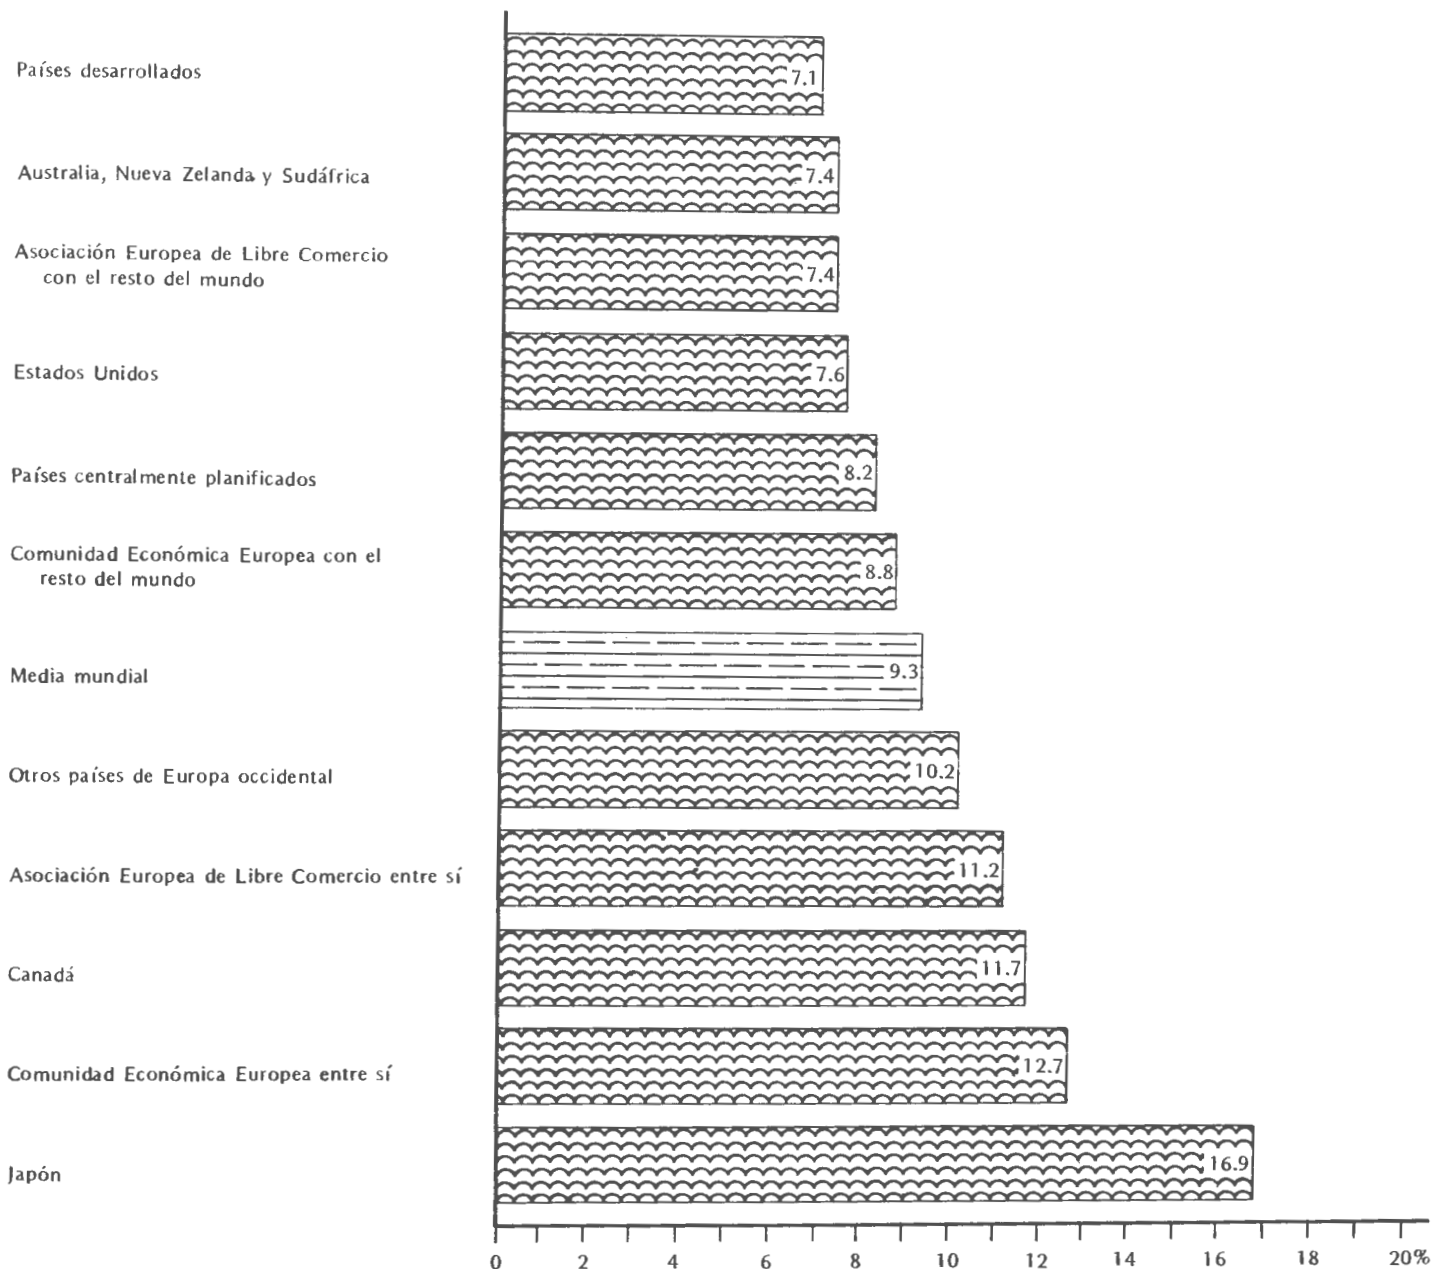 Países desarrollados
7.1
Australia, Nueva Zelanda y Sudáfrica
7.4
Asociación Europea de Libre Comercio
con el resto del mundo
7.4
Estados Unidos
7.6
Países centralmente planificados
8.2
Comunidad Económica Europea con el
resto del mundo
8.8
Media mundial
9.3
Otros países de Europa occidental
10.2
Asociación Europea de Libre Comercio entre sí
11.2
Canadá
11.7
Comunidad Económica Europea entre sí
12.7
Japón
16.9
0 2 4 6 8 10 12 14 16 18 20%